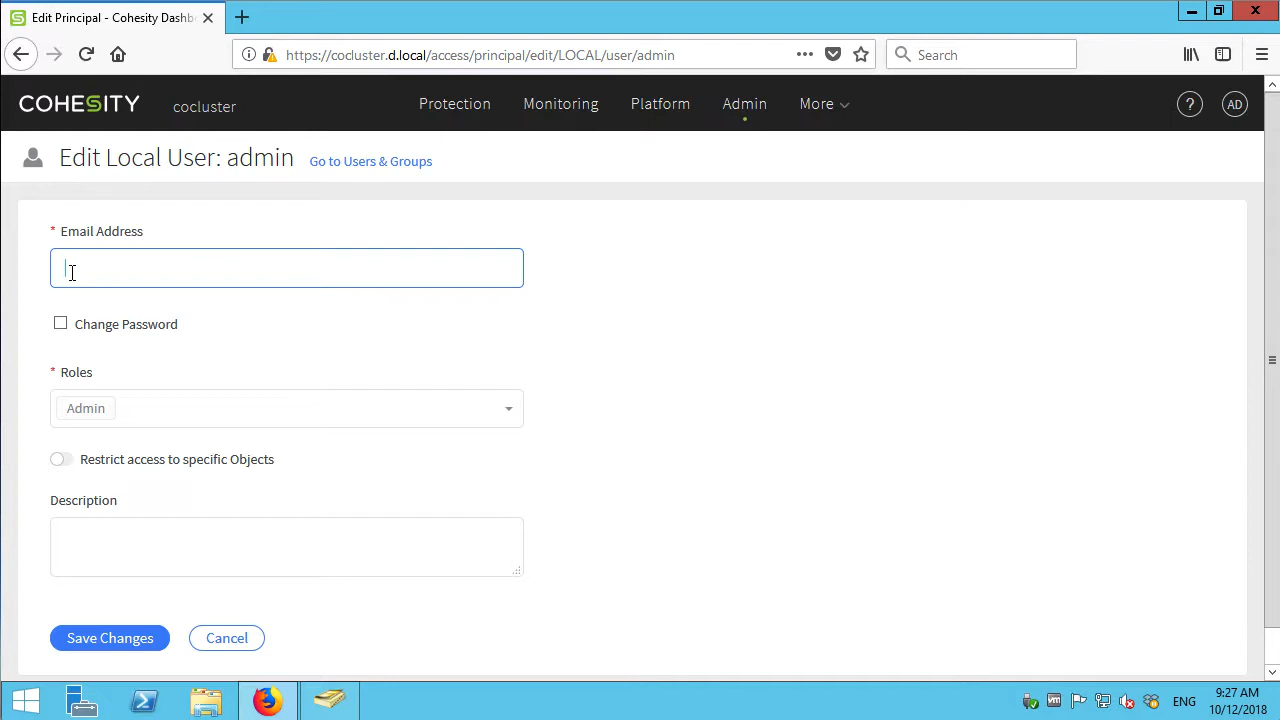 Edit Principal - Cohesity Dashb
https://cocluster.d.local/access/principal/edit/LOCAL/user/admin
Search
COHESITY
cocluster
Protection
Monitoring
Platform
Admin
More
?
AD
Edit Local User: admin
Go to Users & Groups
* Email Address
Change Password
* Roles
Admin
Restrict access to specific Objects
Description
Save Changes
Cancel
ENG
9:27 AM
10/12/2018